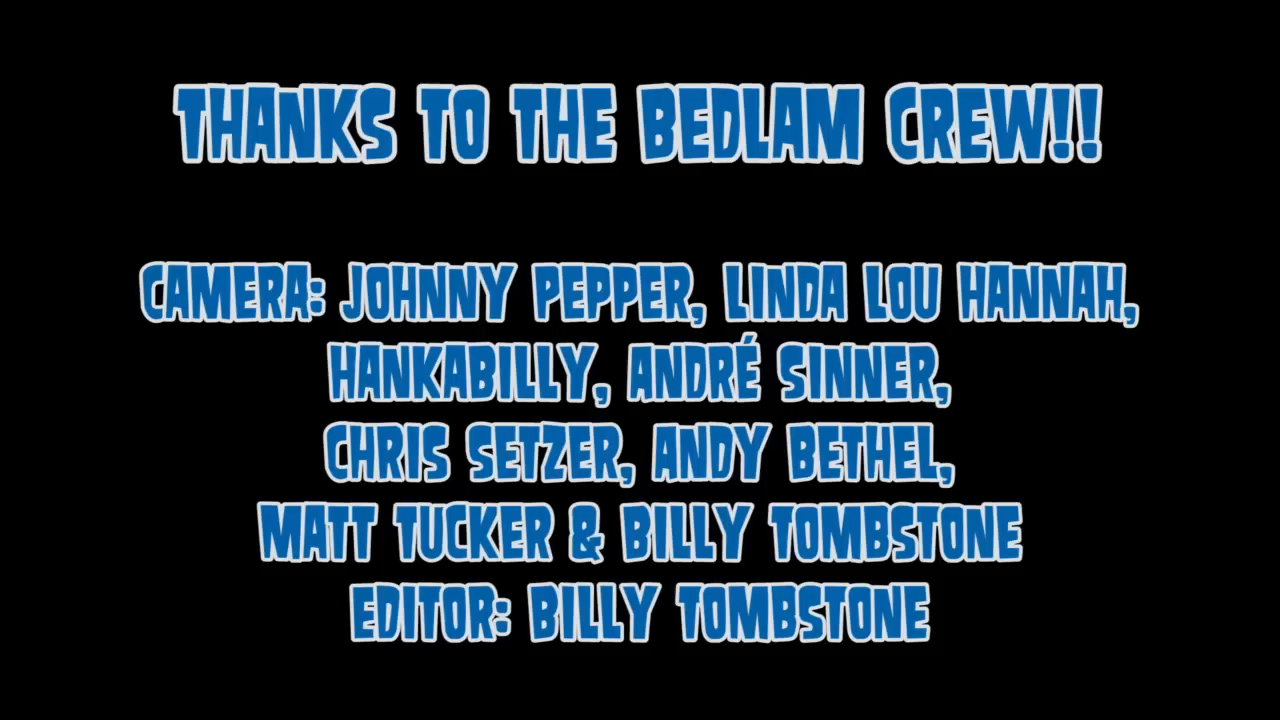 THANKS TO THE BEDLAM CREW!!
CAMERA: JOHNNY PEPPER, LINDA LOU HANNAH,
HANKABILLY, ANDRÉ SINNER,
CHRIS SETZER, ANDY BETHEL,
MATT TUCKER & BILLY TOMBSTONE
EDITOR: BILLY TOMBSTONE